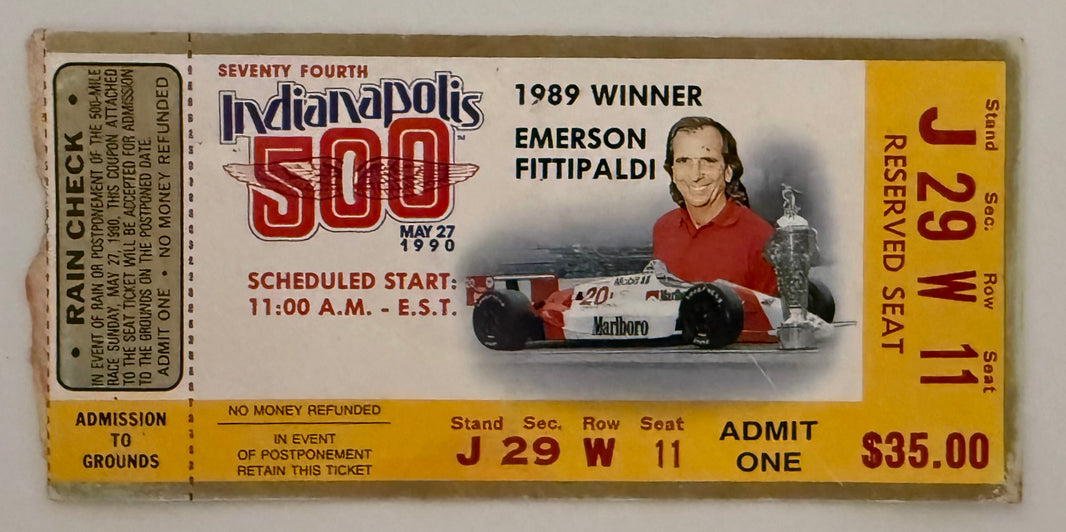 • RAIN CHECK •
IN EVENT OF RAIN OR POSTPONEMENT OF THE 500-MILE
RACE SUNDAY, MAY 27, 1990, THIS COUPON ATTACHED
TO THE SEAT TICKET WILL BE ACCEPTED FOR ADMISSION
TO THE GROUNDS ON THE POSTPONED DATE.
ADMIT ONE • NO MONEY REFUNDED
ADMISSION
TO
GROUNDS
SEVENTY FOURTH
Indianapolis
500
TM
MAY 27
1990
SCHEDULED START:
11:00 A.M. - E.S.T.
1989 WINNER
EMERSON
FITTIPALDI
Mobil 1
20
Marlboro
Marlboro
NO MONEY REFUNDED
IN EVENT
OF POSTPONEMENT
RETAIN THIS TICKET
Stand Sec. Row Seat
J 29 W 11
ADMIT
ONE
$35.00
Stand Sec. Row Seat
J 29 W 11
RESERVED SEAT